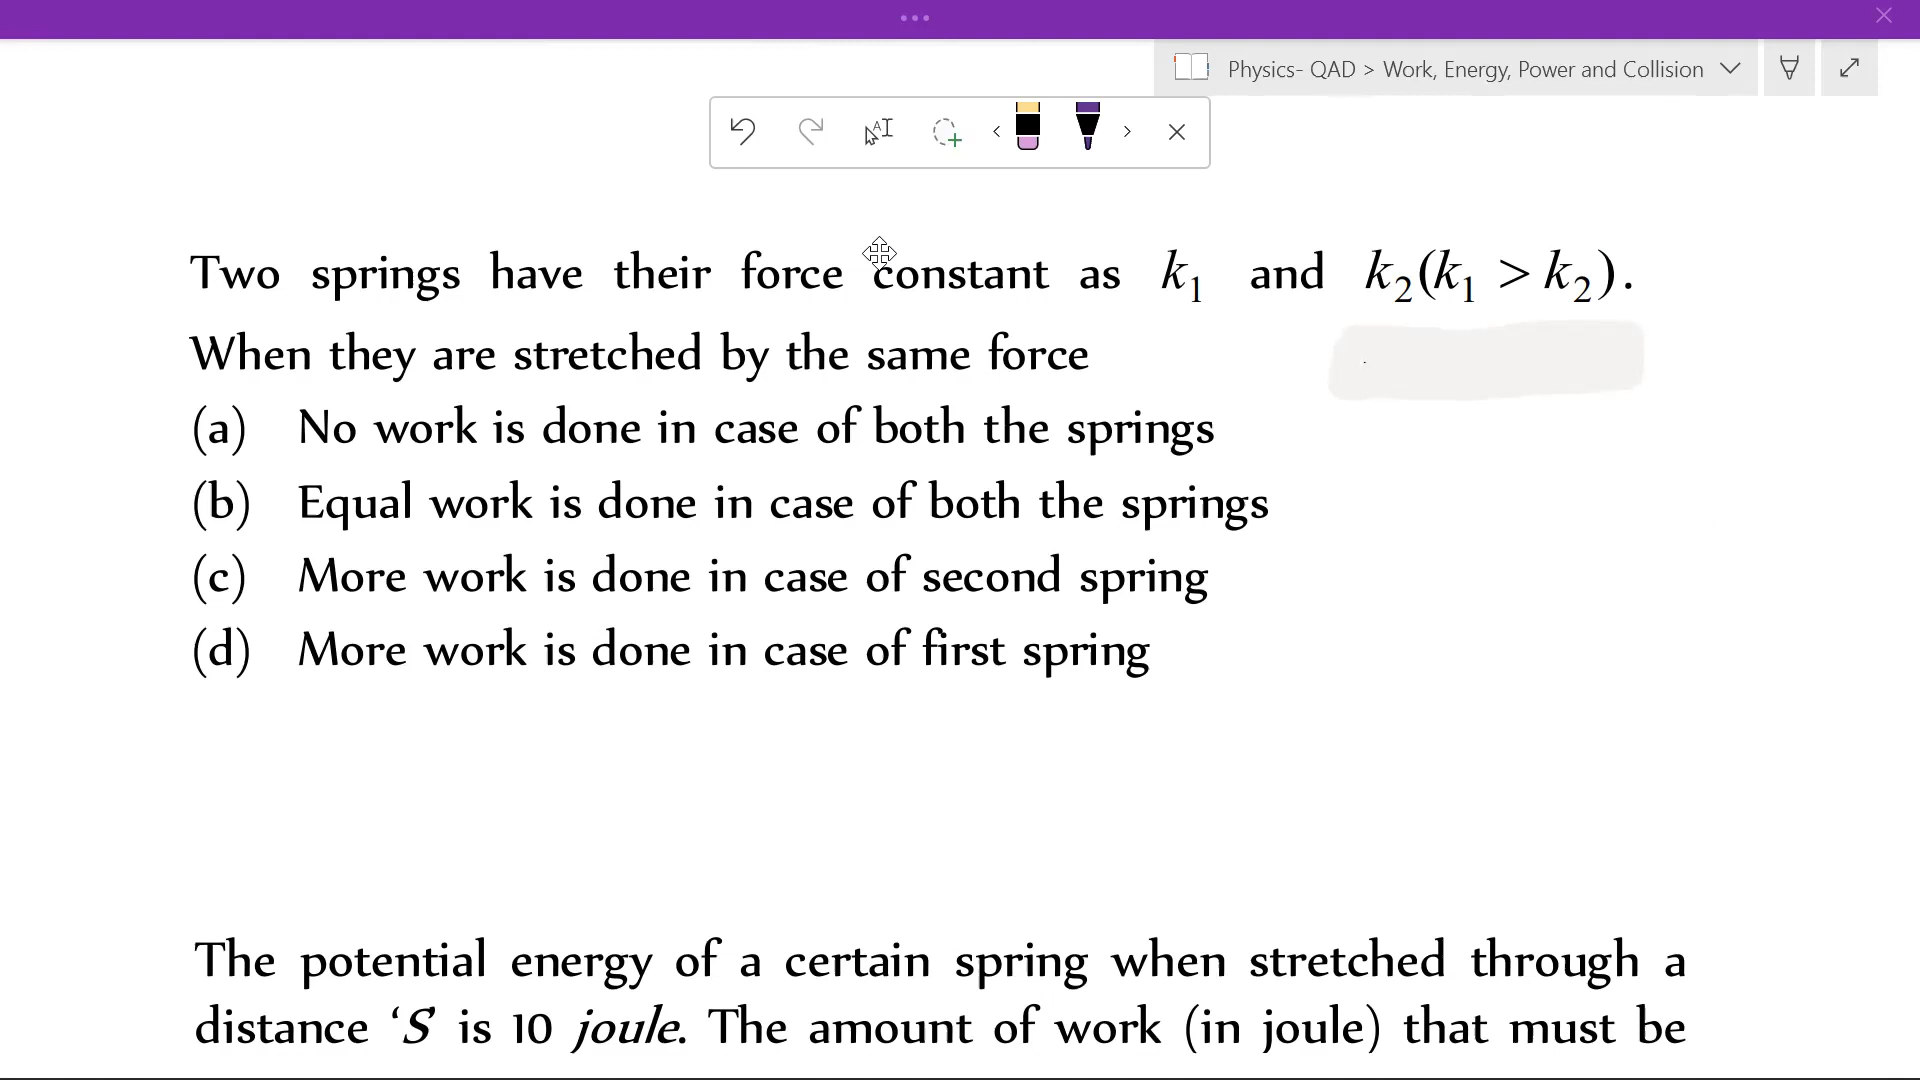 Physics- QAD > Work, Energy, Power and Collision
Two springs have their force constant as k₁ and k₂(k₁ > k₂).
When they are stretched by the same force
(a) No work is done in case of both the springs
(b) Equal work is done in case of both the springs
(c) More work is done in case of second spring
(d) More work is done in case of first spring
The potential energy of a certain spring when stretched through a
distance ‘S’ is 10 joule. The amount of work (in joule) that must be